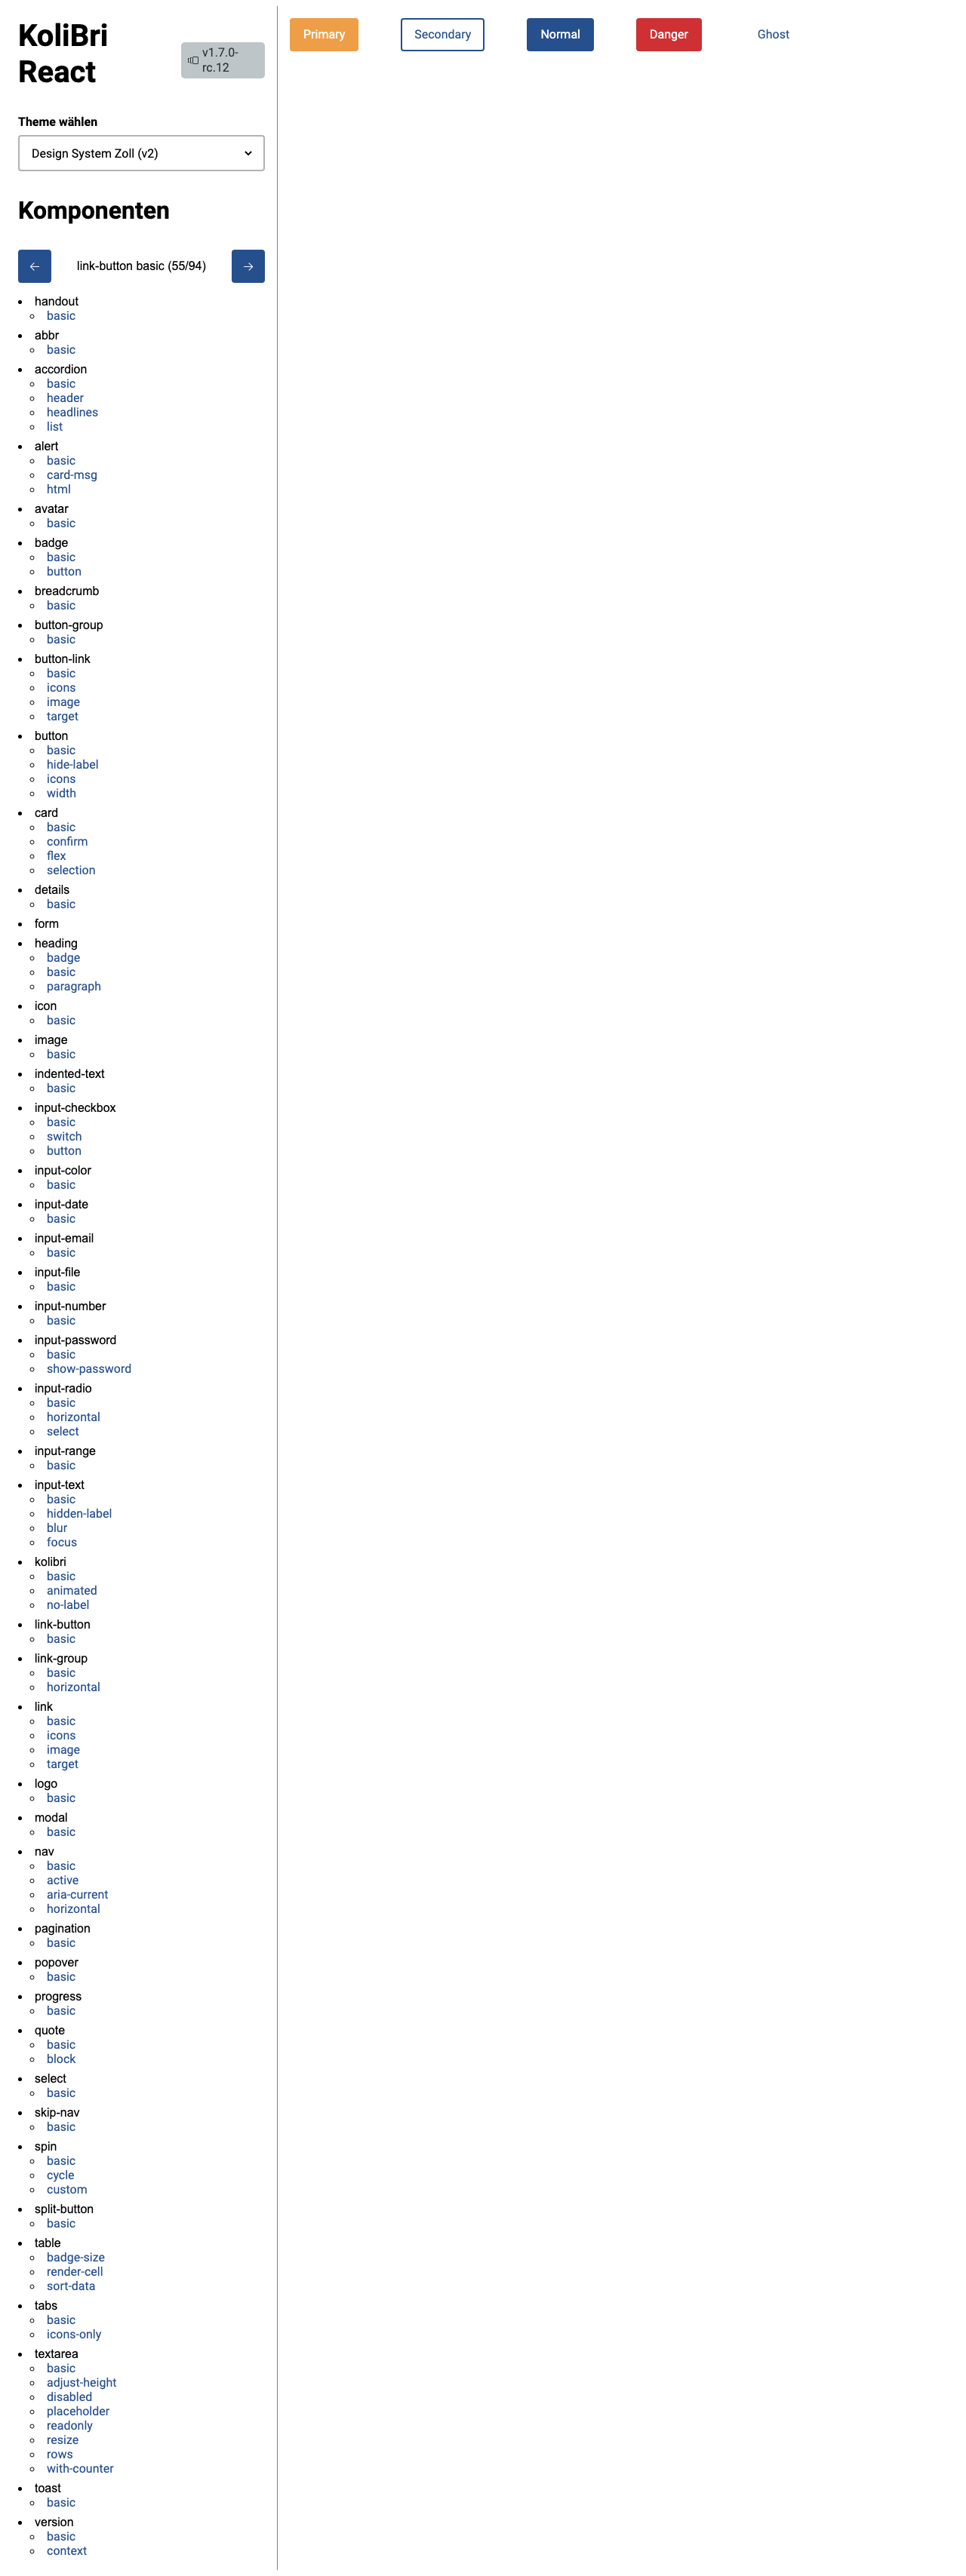 KoliBri
React
v1.7.0-
rc.12
Theme wählen
Design System Zoll (v2)
Komponenten
link-button basic (55/94)
handout
basic
abbr
basic
accordion
basic
header
headlines
list
alert
basic
card-msg
html
avatar
basic
badge
basic
button
breadcrumb
basic
button-group
basic
button-link
basic
icons
image
target
button
basic
hide-label
icons
width
card
basic
confirm
flex
selection
details
basic
form
heading
badge
basic
paragraph
icon
basic
image
basic
indented-text
basic
input-checkbox
basic
switch
button
input-color
basic
input-date
basic
input-email
basic
input-file
basic
input-number
basic
input-password
basic
show-password
input-radio
basic
horizontal
select
input-range
basic
input-text
basic
hidden-label
blur
focus
kolibri
basic
animated
no-label
link-button
basic
link-group
basic
horizontal
link
basic
icons
image
target
logo
basic
modal
basic
nav
basic
active
aria-current
horizontal
pagination
basic
popover
basic
progress
basic
quote
basic
block
select
basic
skip-nav
basic
spin
basic
cycle
custom
split-button
basic
table
badge-size
render-cell
sort-data
tabs
basic
icons-only
textarea
basic
adjust-height
disabled
placeholder
readonly
resize
rows
with-counter
toast
basic
version
basic
context
Primary Secondary Normal Danger Ghost